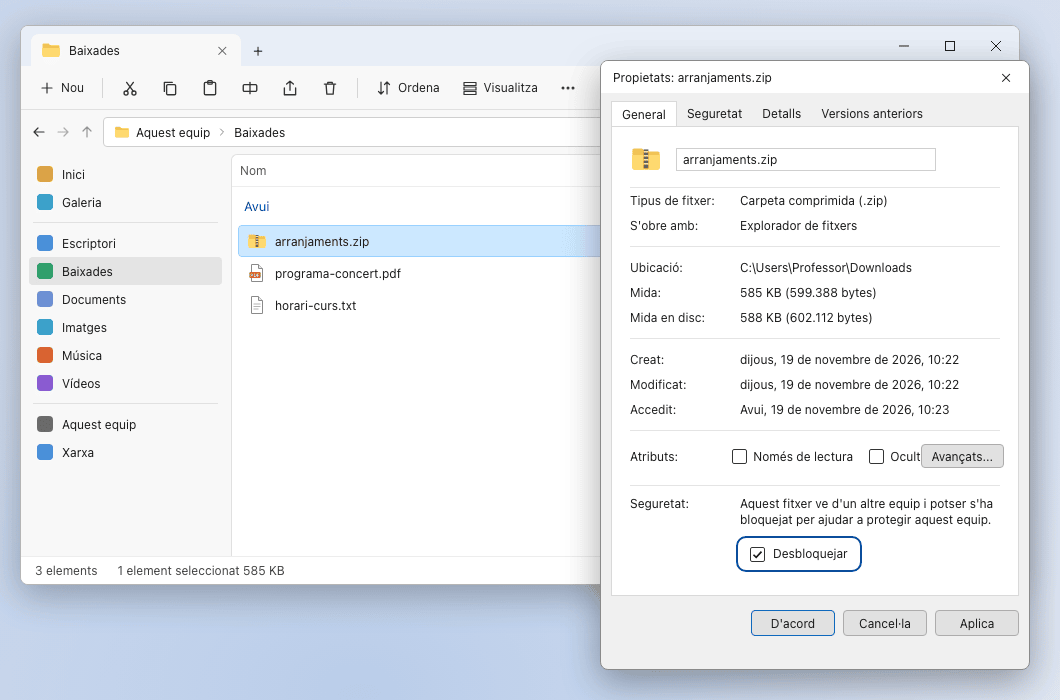 Baixades
Nou
Ordena
Visualitza
Aquest equip
Baixades
Inici
Galeria
Escriptori
Baixades
Documents
Imatges
Música
Vídeos
Aquest equip
Xarxa
Nom
Avui
arranjaments.zip
programa-concert.pdf
horari-curs.txt
3 elements
1 element seleccionat 585 KB
Propietats: arranjaments.zip
General
Seguretat
Detalls
Versions anteriors
arranjaments.zip
Tipus de fitxer: Carpeta comprimida (.zip)
S'obre amb: Explorador de fitxers
Ubicació: C:\Users\Professor\Downloads
Mida: 585 KB (599.388 bytes)
Mida en disc: 588 KB (602.112 bytes)
Creat: dijous, 19 de novembre de 2026, 10:22
Modificat: dijous, 19 de novembre de 2026, 10:22
Accedit: Avui, 19 de novembre de 2026, 10:23
Atributs: Només de lectura Ocult Avançats...
Seguretat: Aquest fitxer ve d'un altre equip i potser s'ha
bloquejat per ajudar a protegir aquest equip.
Desbloquejar
D'acord
Cancel·la
Aplica